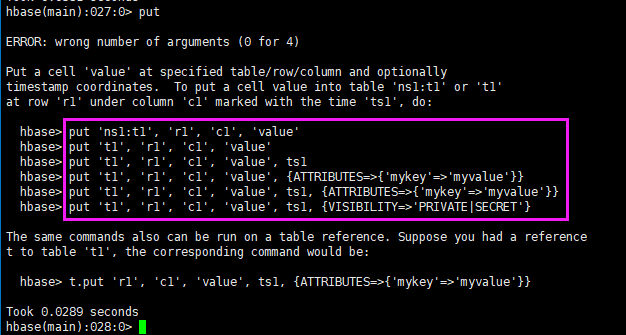 Took 0.0331 seconds
hbase(main):027:0> put
ERROR: wrong number of arguments (0 for 4)
Put a cell 'value' at specified table/row/column and optionally
timestamp coordinates.  To put a cell value into table 'ns1:t1' or 't1'
at row 'r1' under column 'c1' marked with the time 'ts1', do:
  hbase> put 'ns1:t1', 'r1', 'c1', 'value'
  hbase> put 't1', 'r1', 'c1', 'value'
  hbase> put 't1', 'r1', 'c1', 'value', ts1
  hbase> put 't1', 'r1', 'c1', 'value', {ATTRIBUTES=>{'mykey'=>'myvalue'}}
  hbase> put 't1', 'r1', 'c1', 'value', ts1, {ATTRIBUTES=>{'mykey'=>'myvalue'}}
  hbase> put 't1', 'r1', 'c1', 'value', ts1, {VISIBILITY=>'PRIVATE|SECRET'}
The same commands also can be run on a table reference. Suppose you had a reference
t to table 't1', the corresponding command would be:
  hbase> t.put 'r1', 'c1', 'value', ts1, {ATTRIBUTES=>{'mykey'=>'myvalue'}}
Took 0.0289 seconds
hbase(main):028:0>